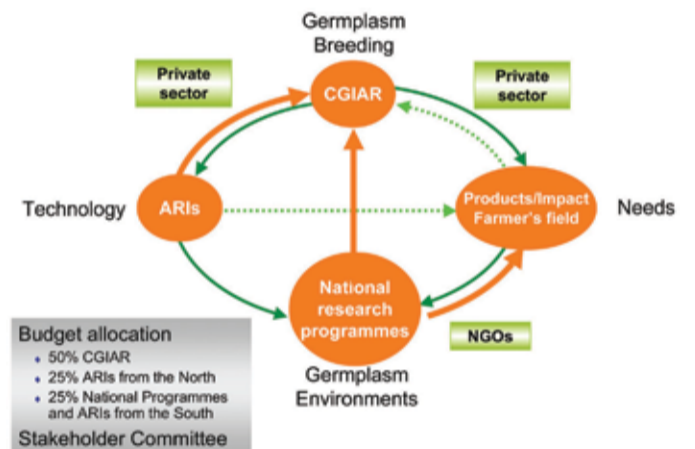 Germplasm
Breeding
Private
sector
CGIAR
Private
sector
Technology
ARIs
Products/Impact
Farmer's field
Needs
National
research
programmes
NGOs
Germplasm
Environments
Budget allocation
50% CGIAR
25% ARIs from the North
25% National Programmes
and ARIs from the South
Stakeholder Committee